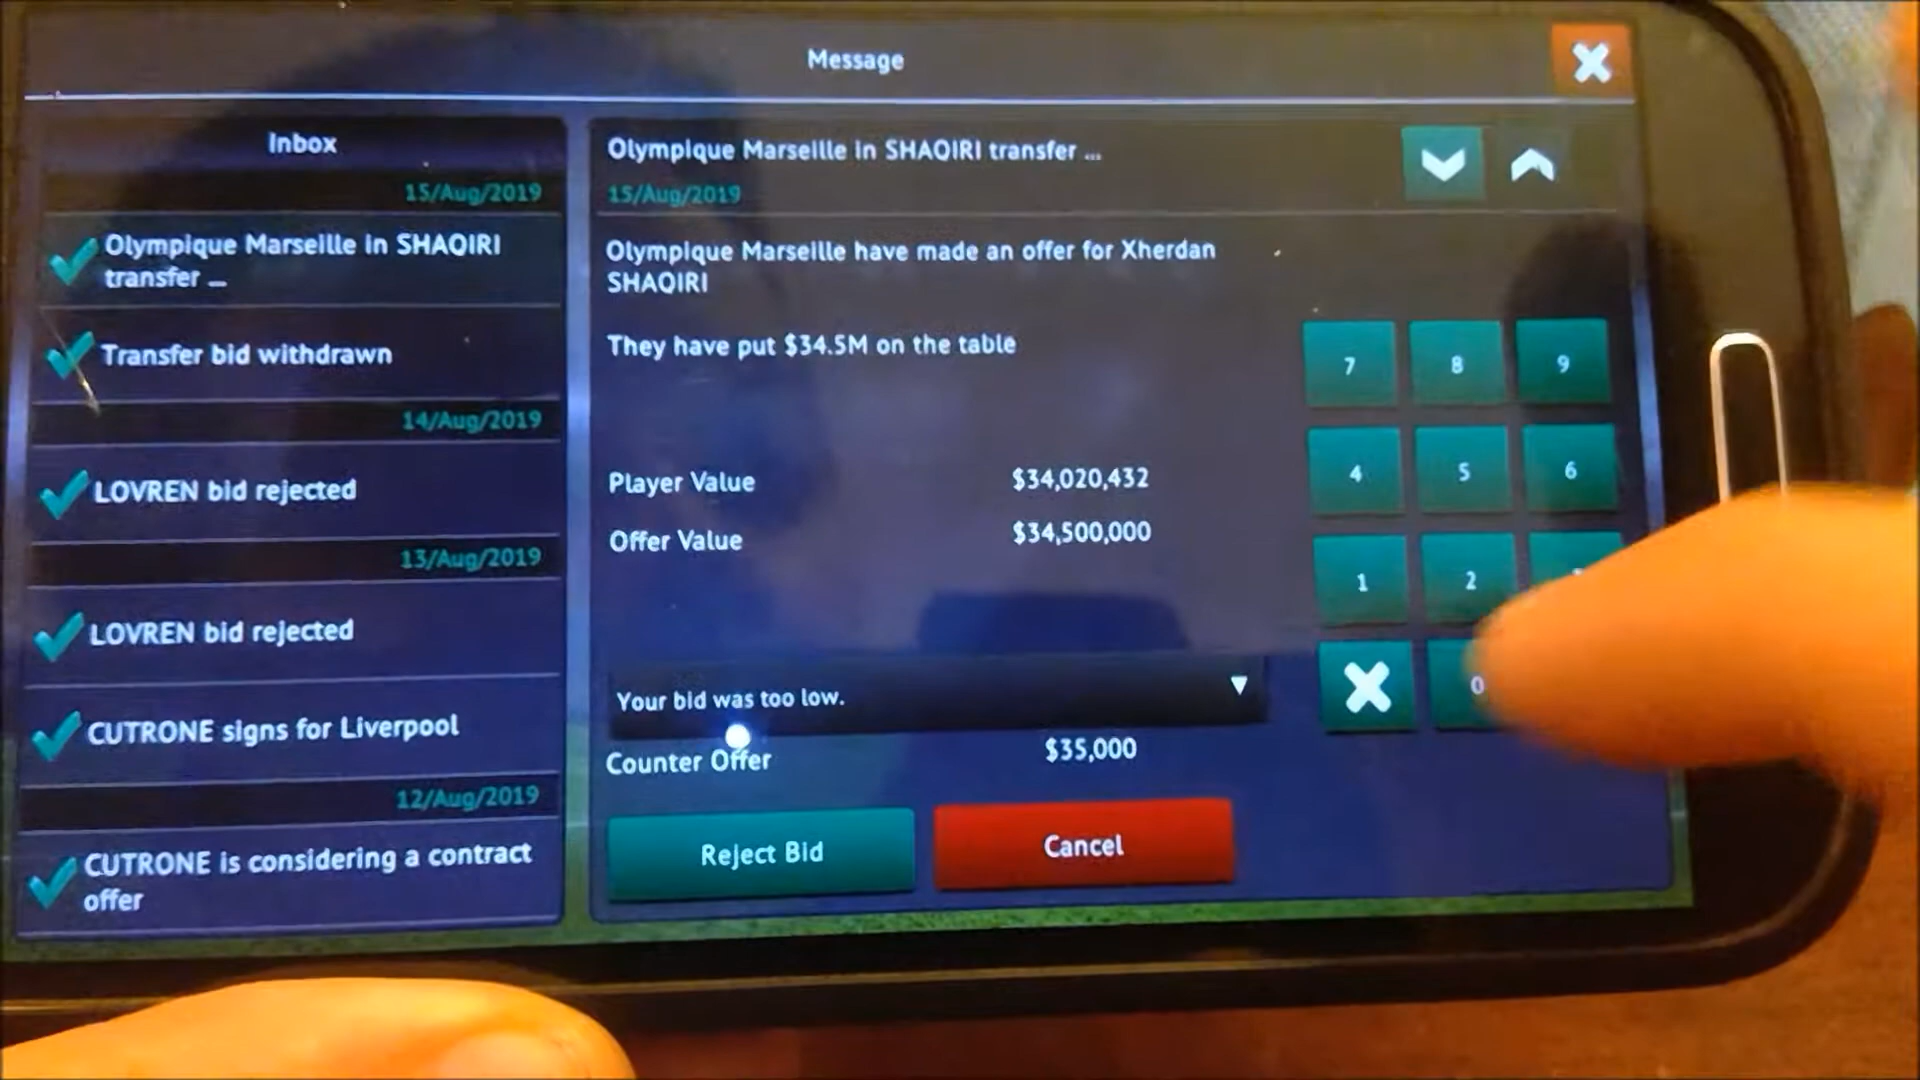 Message
Inbox
15/Aug/2019
Olympique Marseille in SHAQIRI
transfer ...
Transfer bid withdrawn
14/Aug/2019
LOVREN bid rejected
13/Aug/2019
LOVREN bid rejected
CUTRONE signs for Liverpool
12/Aug/2019
CUTRONE is considering a contract
offer
Olympique Marseille in SHAQIRI transfer ...
15/Aug/2019
Olympique Marseille have made an offer for Xherdan
SHAQIRI
They have put $34.5M on the table
Player Value $34,020,432
Offer Value $34,500,000
Your bid was too low.
Counter Offer $35,000
Reject Bid Cancel
7 8 9
4 5 6
1 2
0